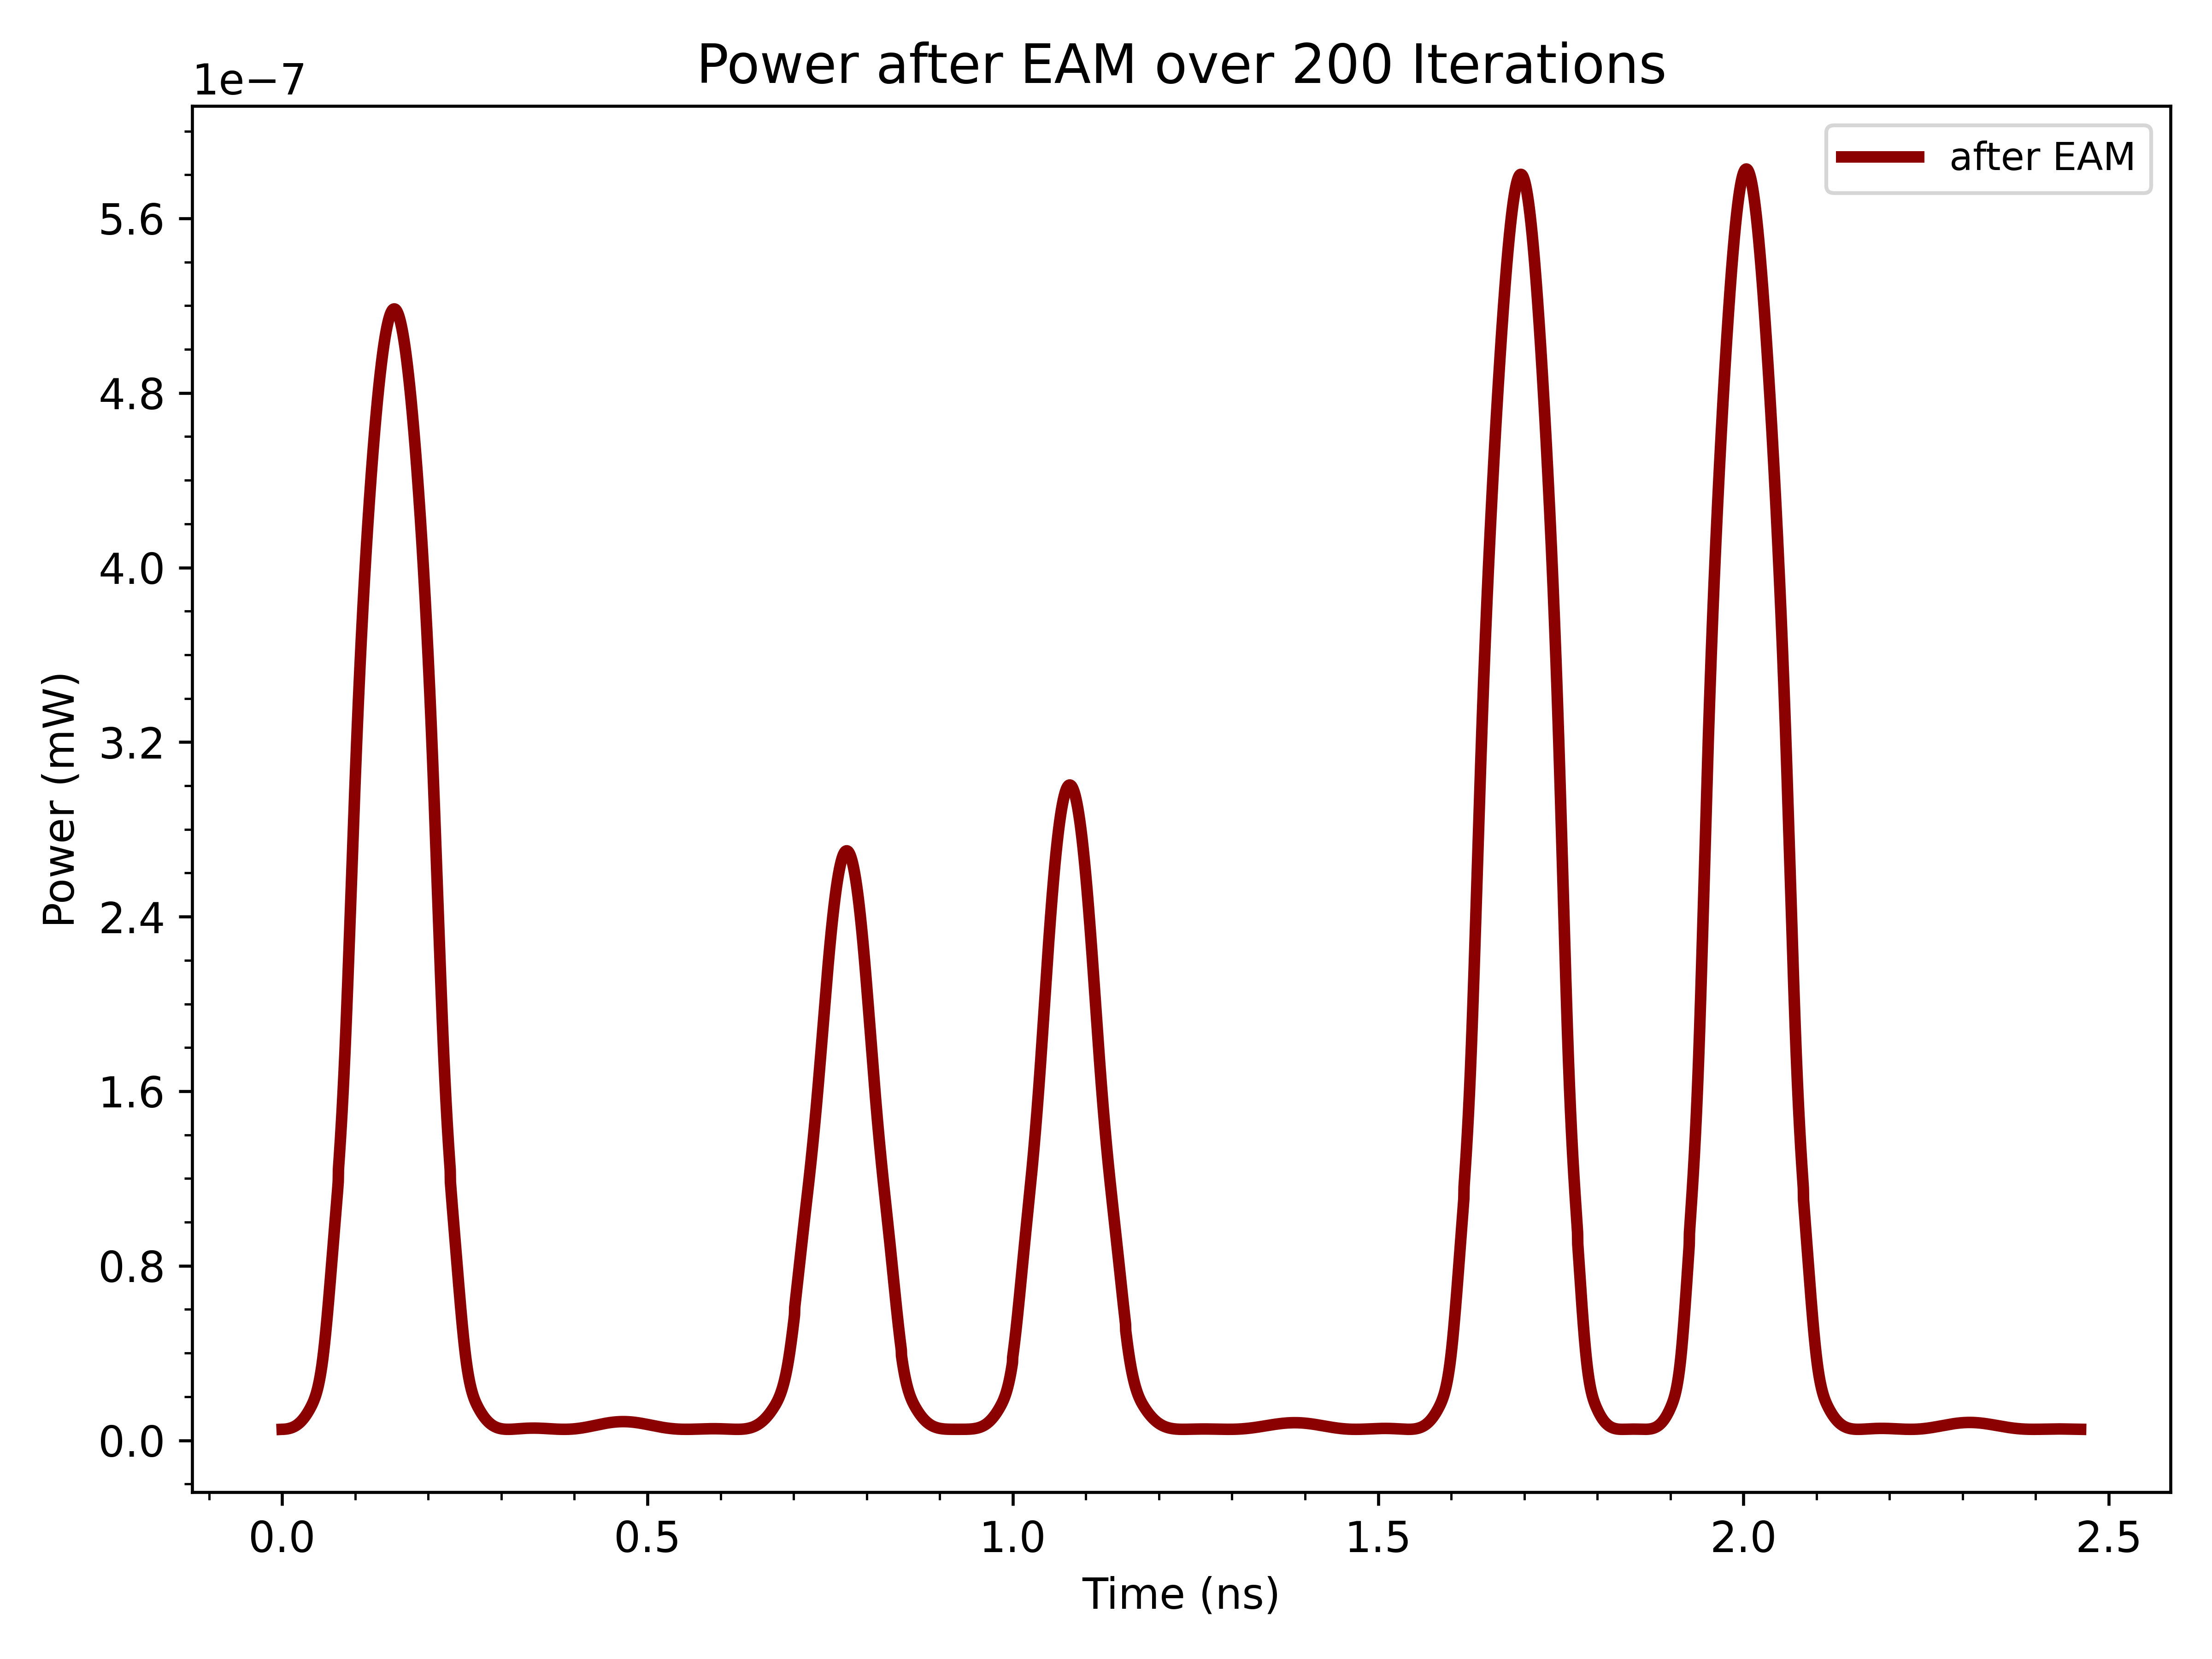 Power after EAM over 200 Iterations
1e−7
after EAM
5.6
4.8
4.0
3.2
2.4
1.6
0.8
0.0
Power (mW)
0.0 0.5 1.0 1.5 2.0 2.5
Time (ns)